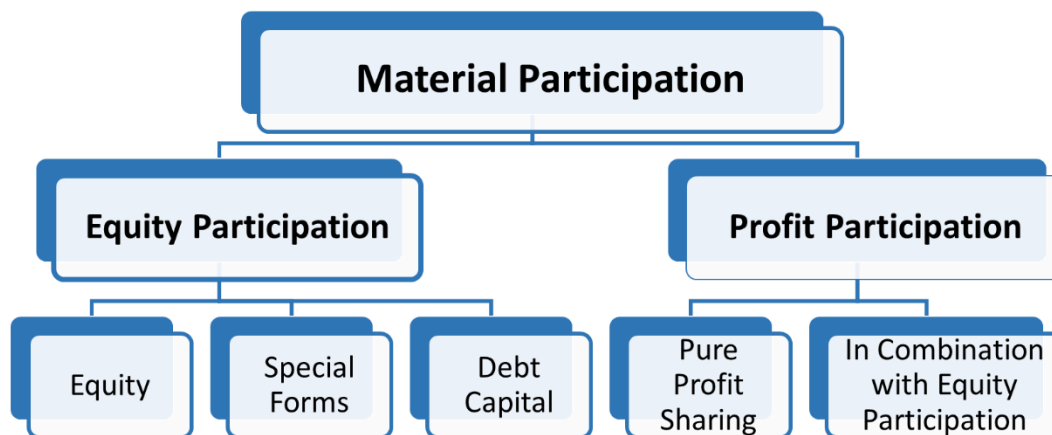 Material Participation
Equity Participation
Profit Participation
Equity
Special
Forms
Debt
Capital
Pure
Profit
Sharing
In Combination
with Equity
Participation